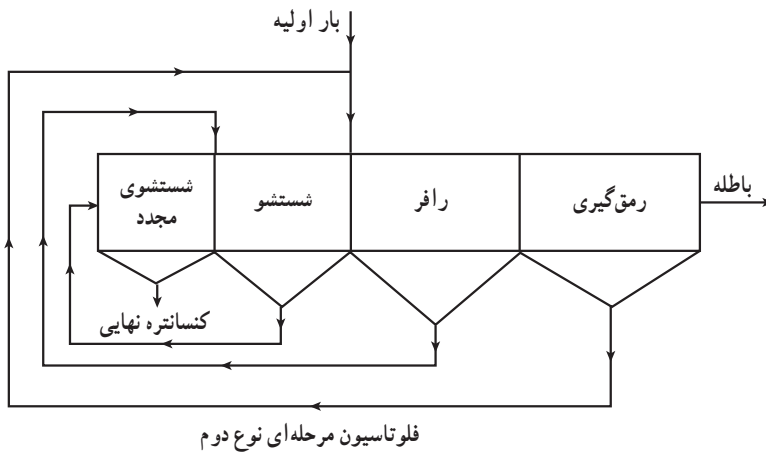 بار اولیه
شستشوی
مجدد
شستشو
رافر
رمق‌گیری
باطله
کنسانتره نهایی
فلوتاسیون مرحله‌ای نوع دوم